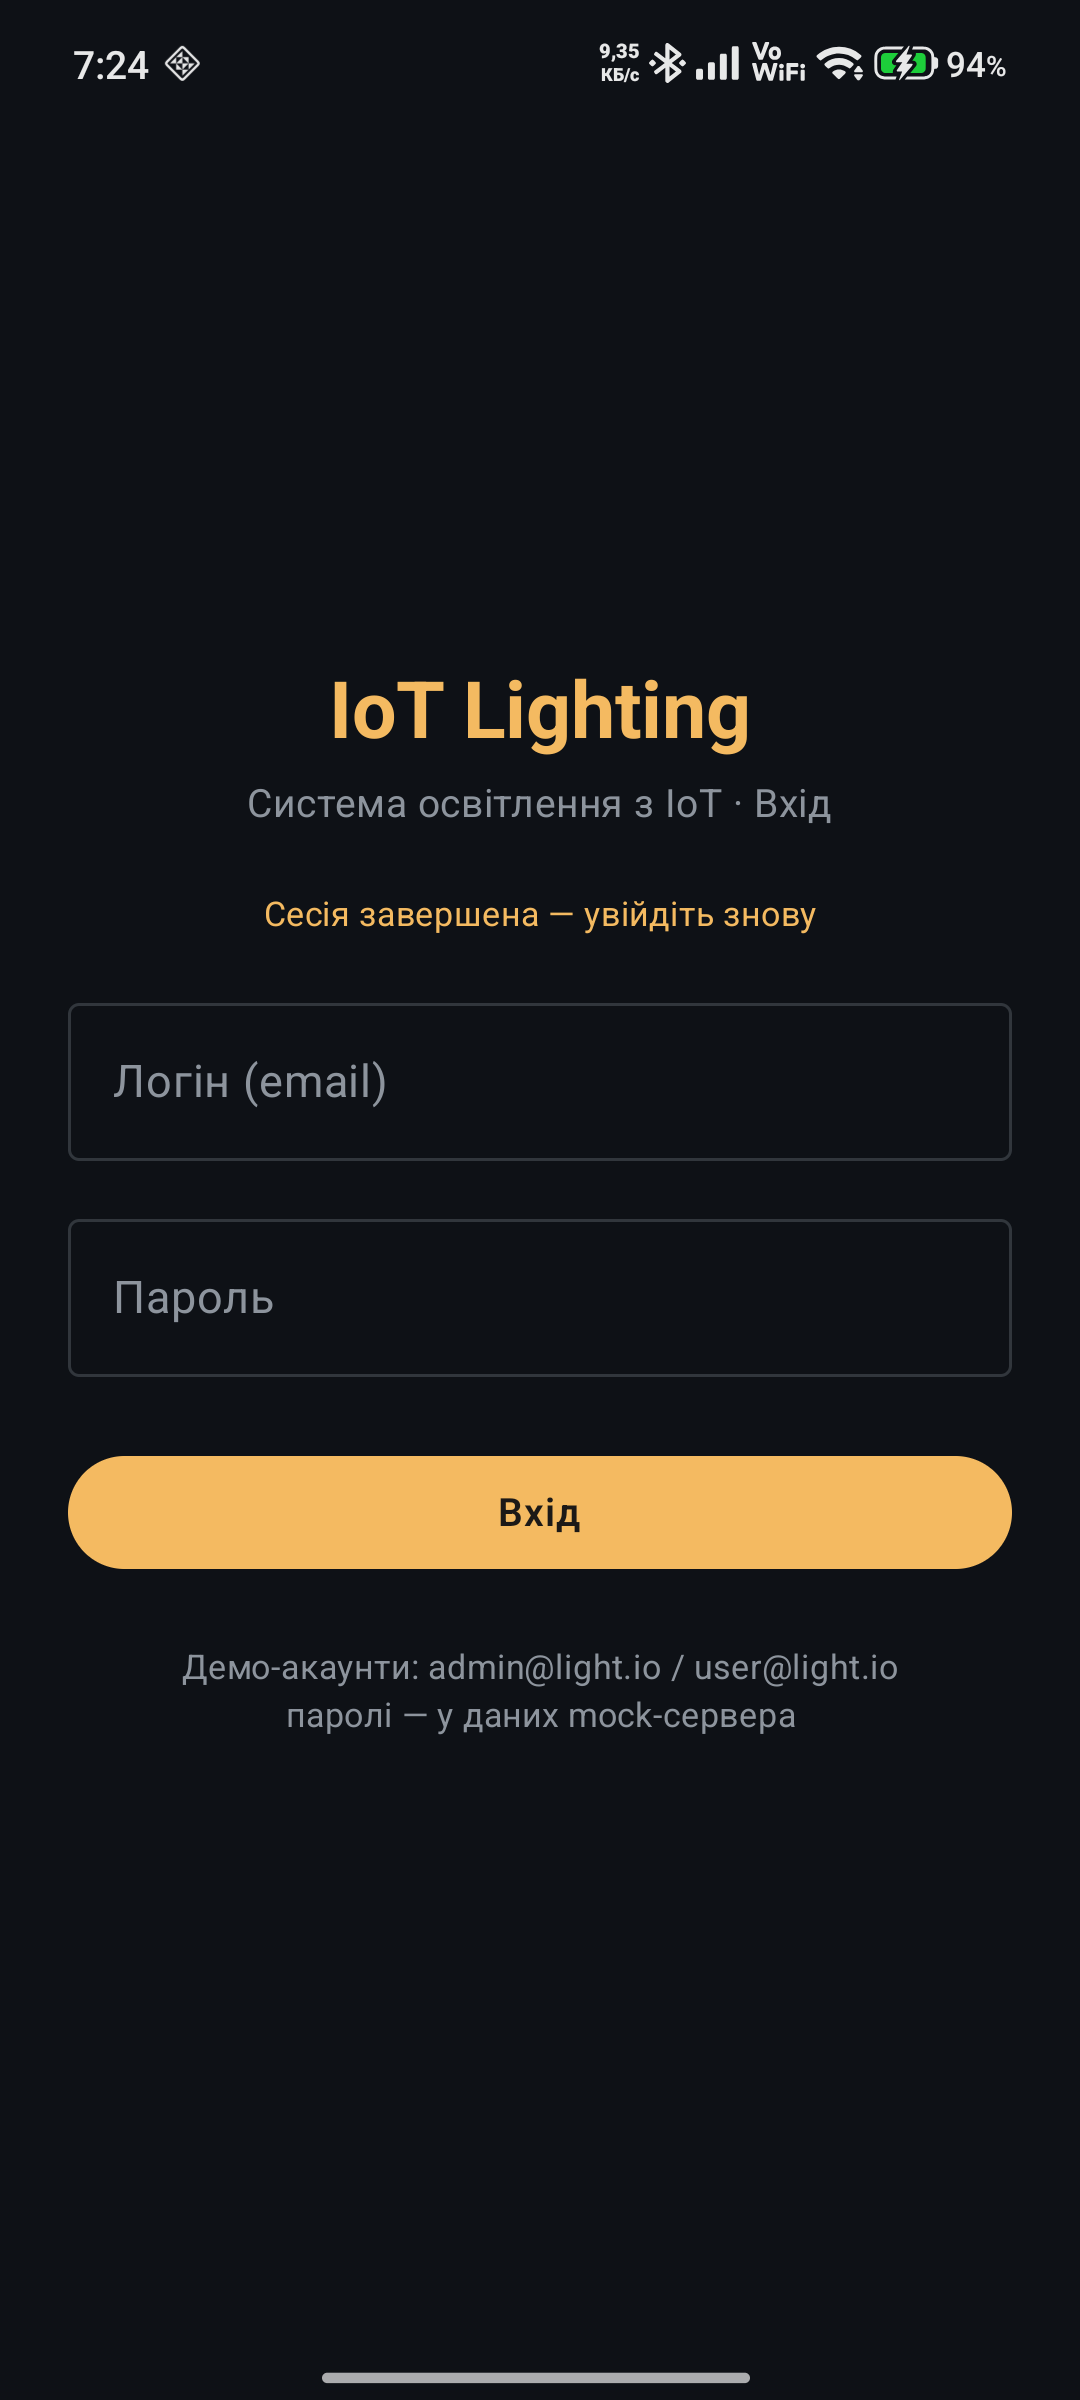 7:24
9,35
КБ/с
Vo
WiFi
94%
IoT Lighting
Система освітлення з IoT · Вхід
Сесія завершена — увійдіть знову
Логін (email)
Пароль
Вхід
Демо-акаунти: admin@light.io / user@light.io
паролі — у даних mock-сервера